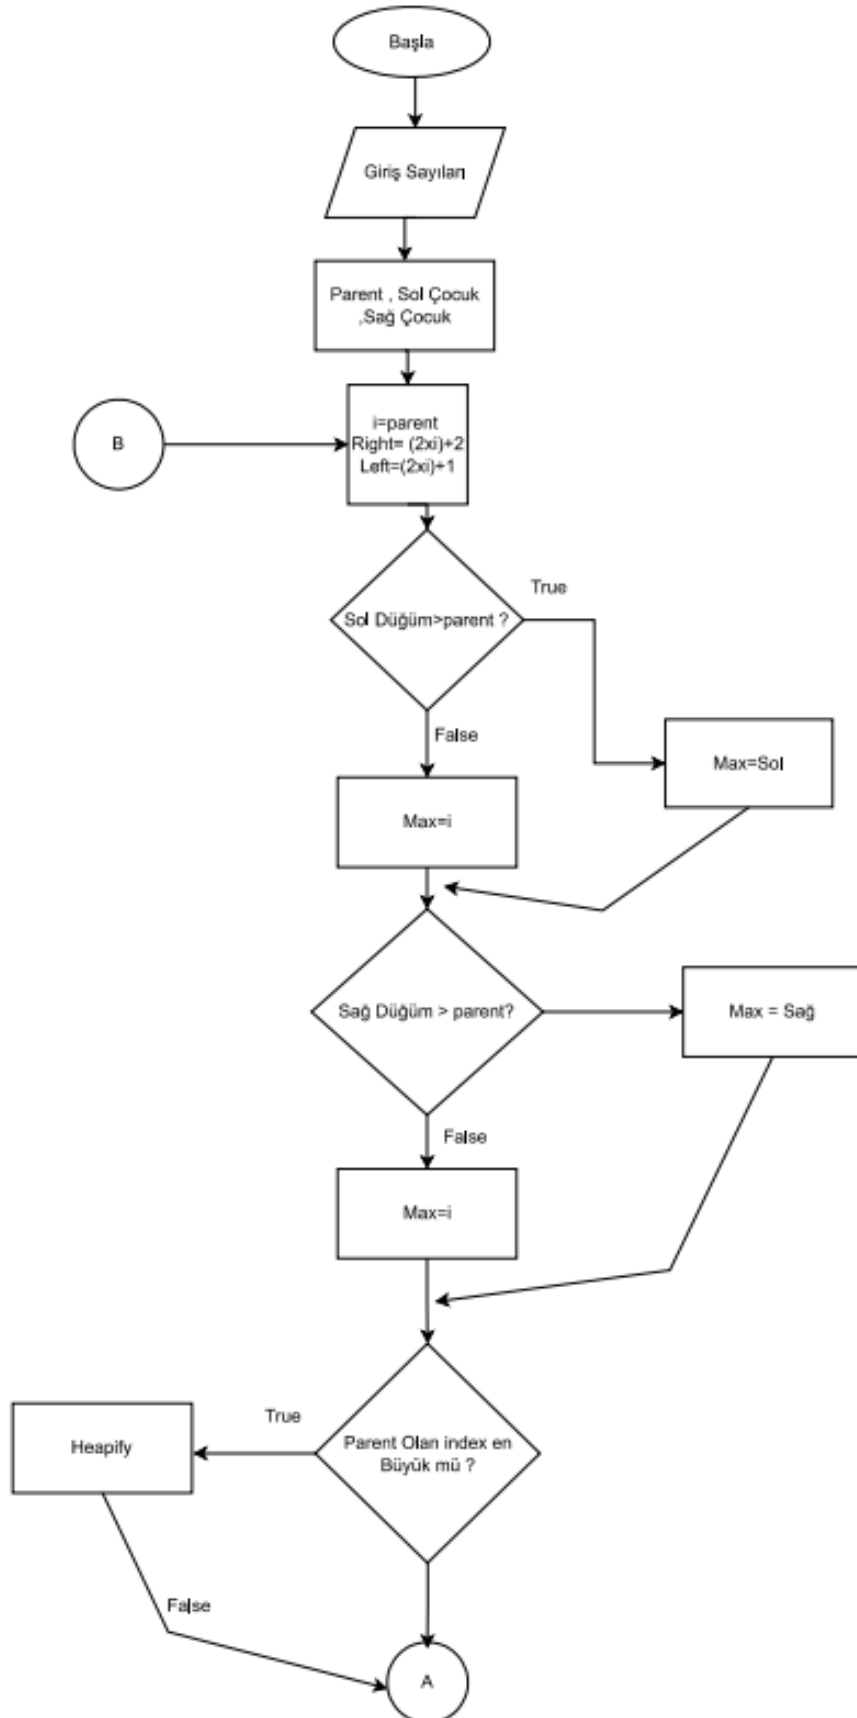 Başla
Giriş Sayıları
Parent , Sol Çocuk
,Sağ Çocuk
B
i=parent
Right= (2xi)+2
Left=(2xi)+1
True
Sol Düğüm>parent ?
False
Max=Sol
Max=i
Sağ Düğüm > parent?
Max = Sağ
False
Max=i
True
Heapify
Parent Olan index en
Büyük mü ?
False
A